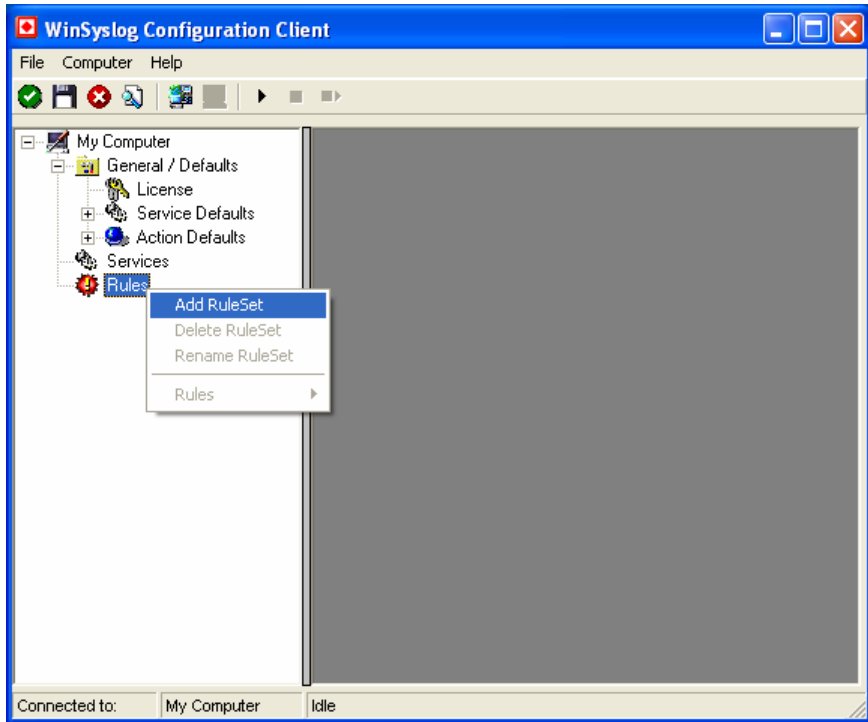 WinSyslog Configuration Client
File Computer Help
My Computer
General / Defaults
License
Service Defaults
Action Defaults
Services
Rules
Add RuleSet
Delete RuleSet
Rename RuleSet
Rules
Connected to: My Computer Idle